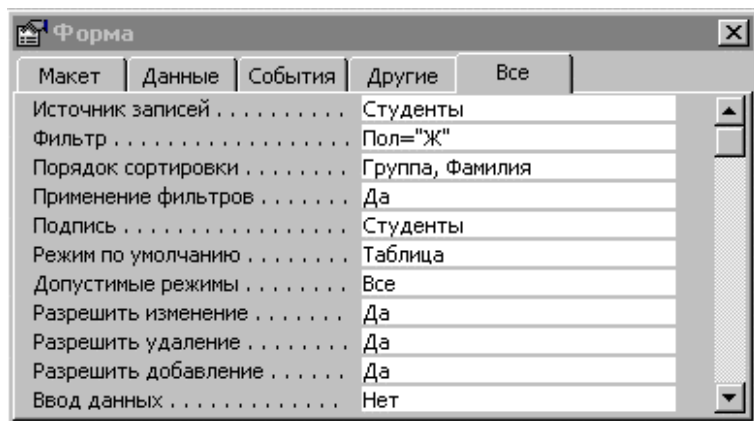 Форма
Макет Данные События Другие Все
Источник записей . . . . . . . . . . Студенты
Фильтр . . . . . . . . . . . . . . . . . . Пол="Ж"
Порядок сортировки . . . . . . . . Группа, Фамилия
Применение фильтров . . . . . . . Да
Подпись . . . . . . . . . . . . . . . . . Студенты
Режим по умолчанию . . . . . . . . Таблица
Допустимые режимы . . . . . . . . Все
Разрешить изменение . . . . . . . Да
Разрешить удаление . . . . . . . . Да
Разрешить добавление . . . . . . Да
Ввод данных . . . . . . . . . . . . . Нет